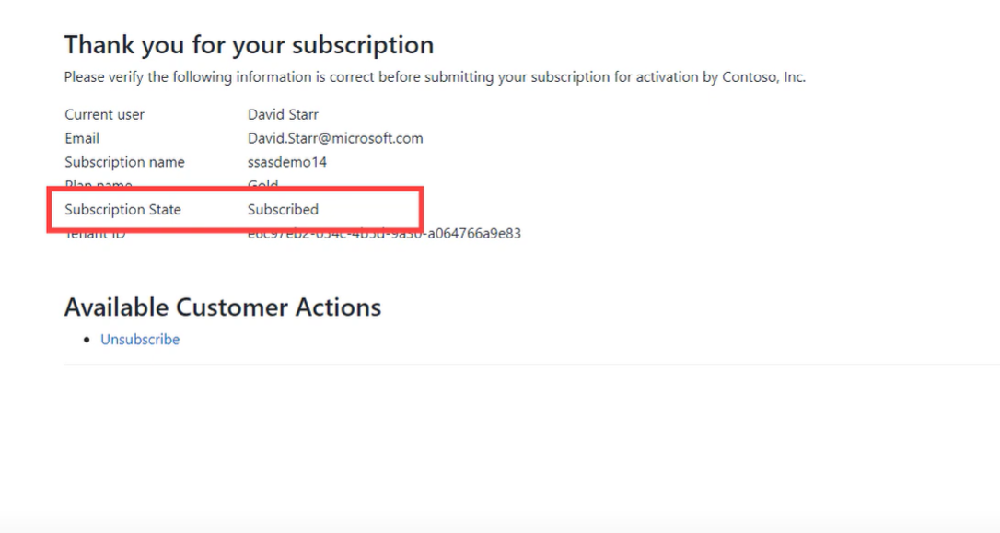 Thank you for your subscription
Please verify the following information is correct before submitting your subscription for activation by Contoso, Inc.
Current user David Starr
Email David.Starr@microsoft.com
Subscription name ssasdemo14
Plan name Gold
Subscription State Subscribed
Tenant ID
Available Customer Actions
Unsubscribe